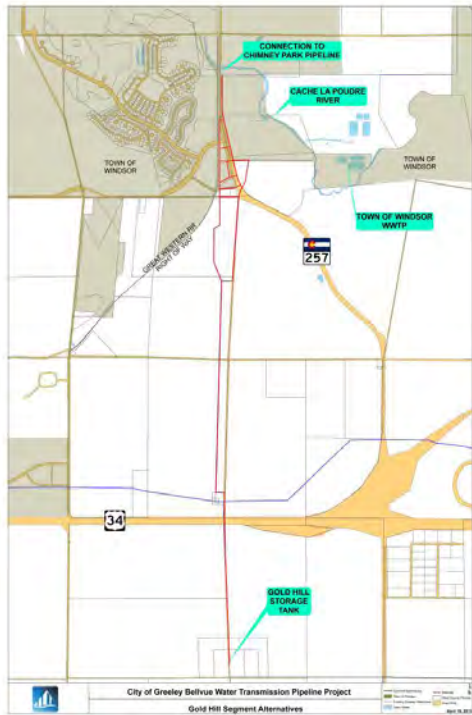 CONNECTION TO
CHIMNEY PARK PIPELINE
CACHE LA POUDRE
RIVER
TOWN OF
WINDSOR
TOWN OF
WINDSOR
TOWN OF WINDSOR
WWTP
GREAT WESTERN RR
RIGHT OF WAY
257
34
GOLD HILL
STORAGE
TANK
City of Greeley Bellvue Water Transmission Pipeline Project
Gold Hill Segment Alternatives